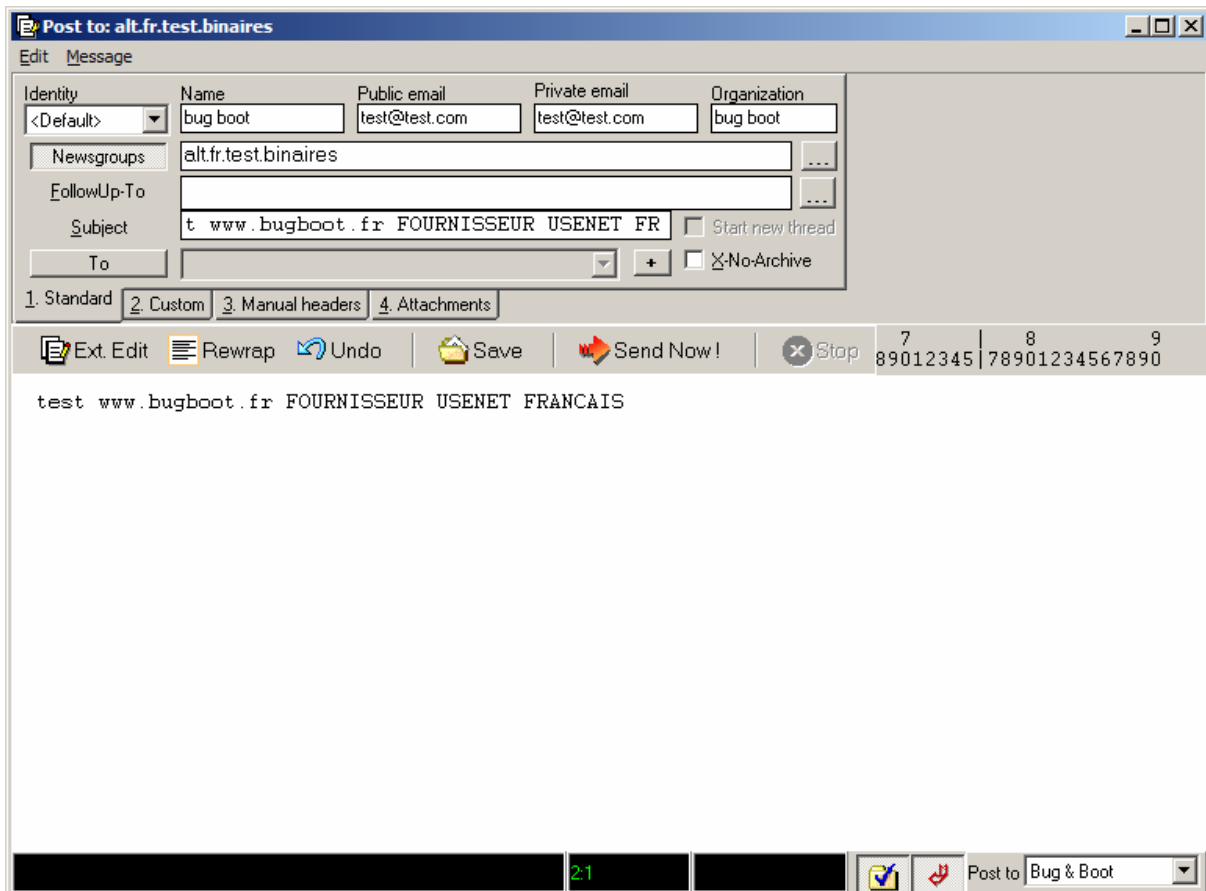 Post to: alt.fr.test.binaires
Edit Message
Identity Name Public email Private email Organization
<Default> bug boot test@test.com test@test.com bug boot
Newsgroups alt.fr.test.binaires ...
FollowUp-To ...
Subject t www.bugboot.fr FOURNISSEUR USENET FR Start new thread
To + X-No-Archive
1. Standard 2. Custom 3. Manual headers 4. Attachments
Ext. Edit Rewrap Undo Save Send Now! Stop
7 | 8 9
89012345|78901234567890
test www.bugboot.fr FOURNISSEUR USENET FRANCAIS
2:1 Post to Bug & Boot